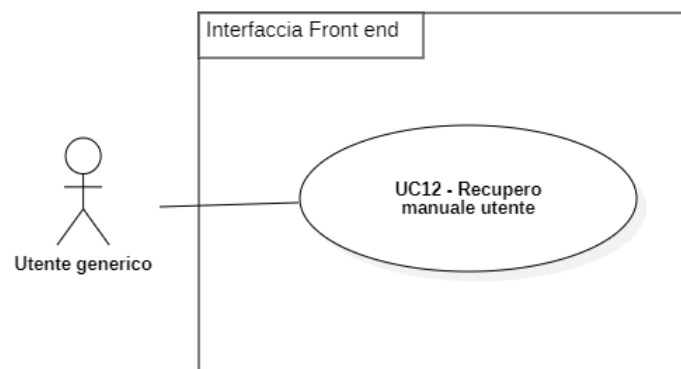 Interfaccia Front end
UC12 - Recupero
manuale utente
Utente generico